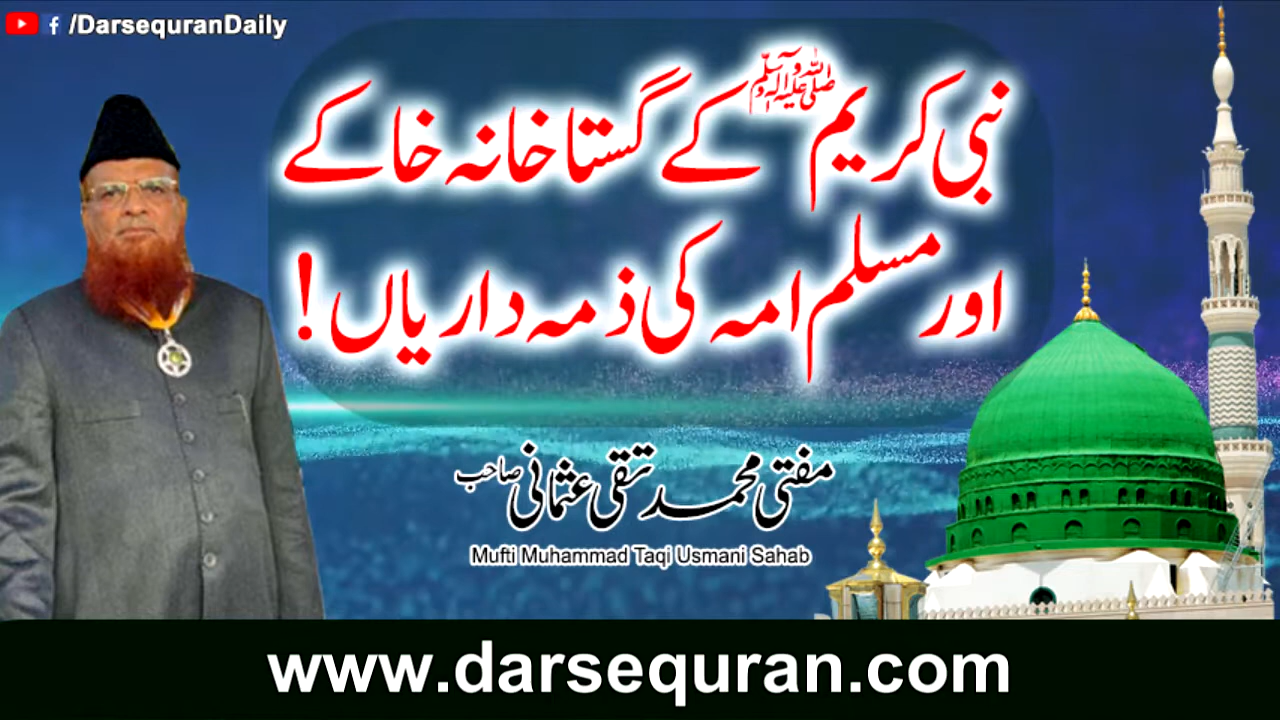 /DarsequranDaily
نبی کریم ﷺ کے گستاخانہ خاکے
اور مسلم امہ کی ذمہ داریاں!
مفتی محمد تقی عثمانی صاحب
Mufti Muhammad Taqi Usmani Sahab
www.darsequran.com